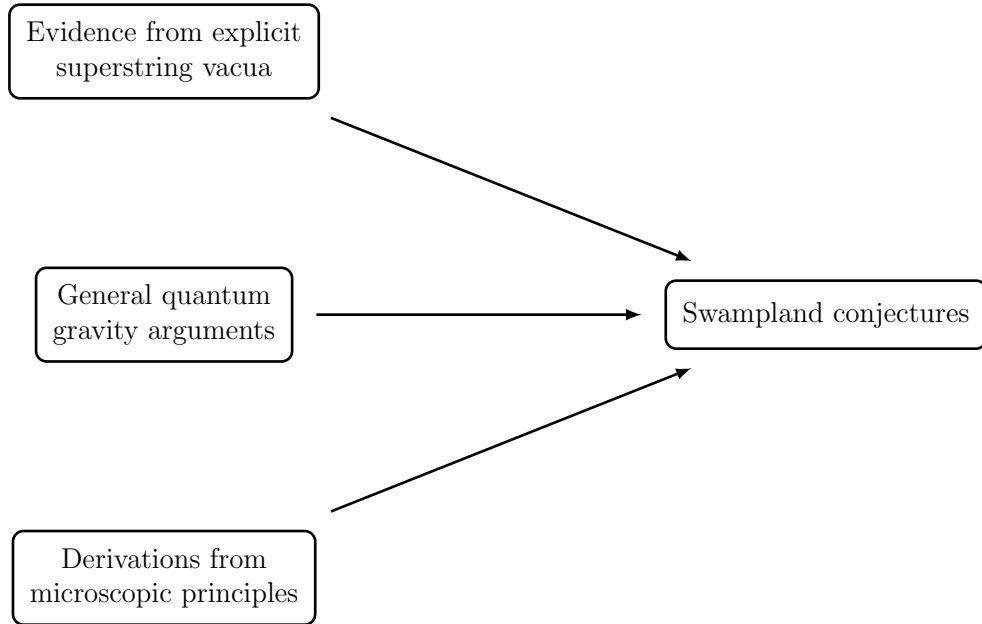 Evidence from explicit
superstring vacua
General quantum
gravity arguments
Swampland conjectures
Derivations from
microscopic principles